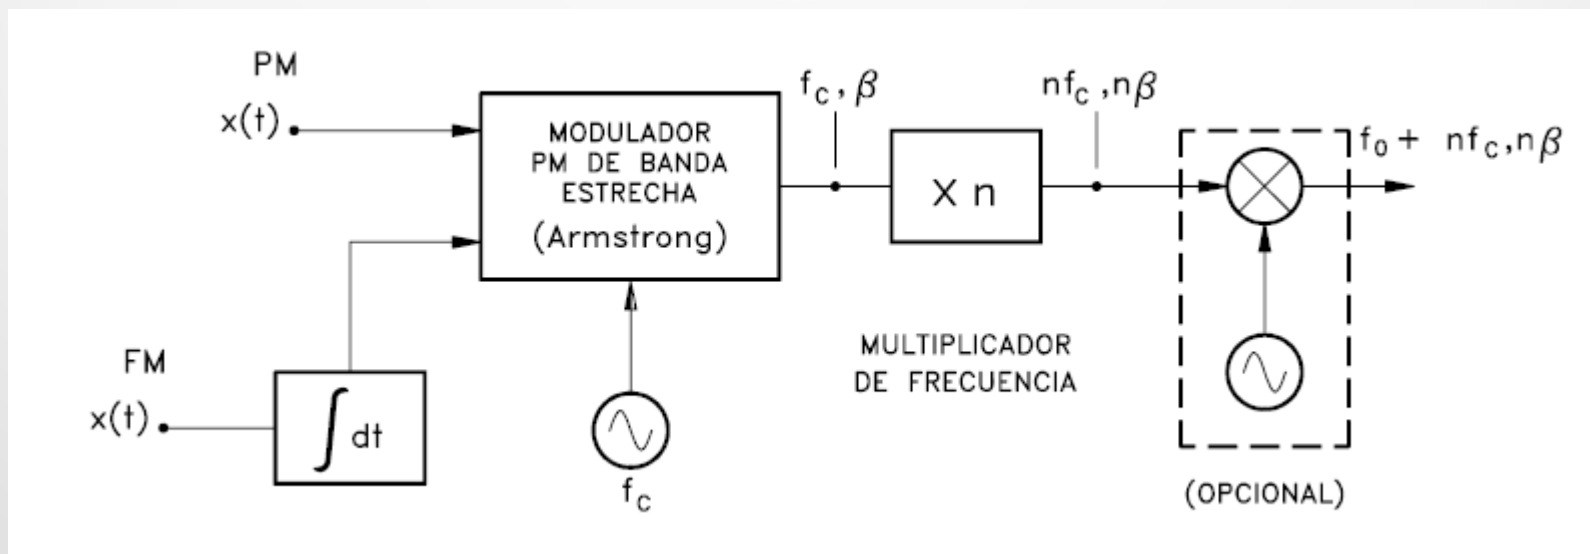 PM
x(t)
MODULADOR
PM DE BANDA
ESTRECHA
(Armstrong)
f_c, β
X n
nf_c, nβ
f_0 + nf_c, nβ
MULTIPLICADOR
DE FRECUENCIA
FM
x(t)
∫dt
f_c
(OPCIONAL)